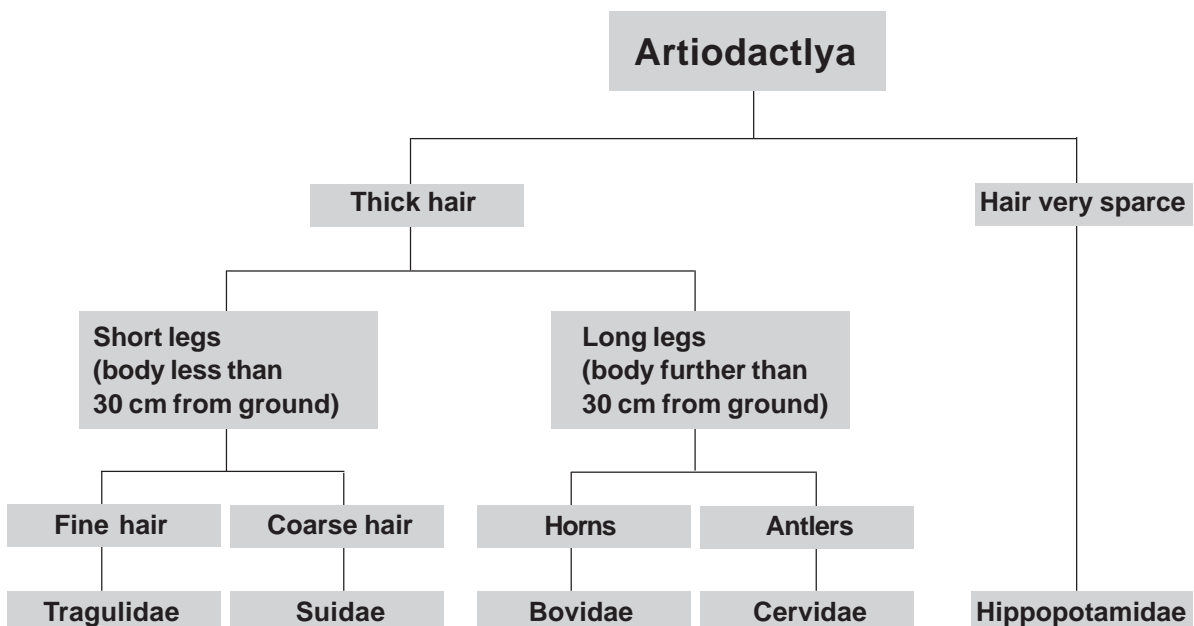 Artiodactlya
Thick hair
Hair very sparce
Short legs
(body less than
30 cm from ground)
Long legs
(body further than
30 cm from ground)
Fine hair
Coarse hair
Horns
Antlers
Tragulidae
Suidae
Bovidae
Cervidae
Hippopotamidae